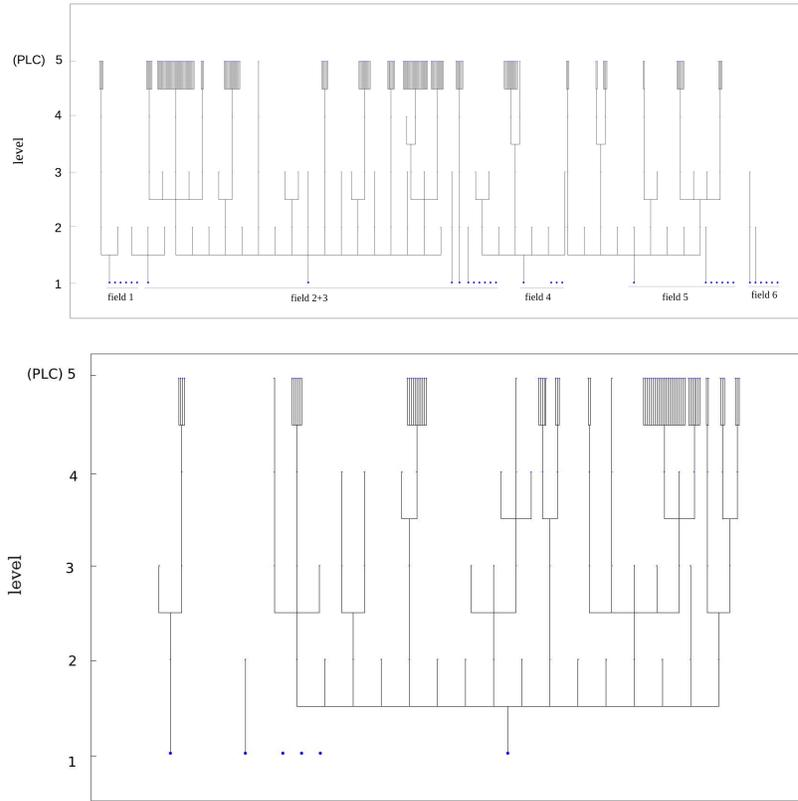 (PLC) 5
4
level
3
2
1
field 1
field 2+3
field 4
field 5
field 6
(PLC) 5
4
level
3
2
1